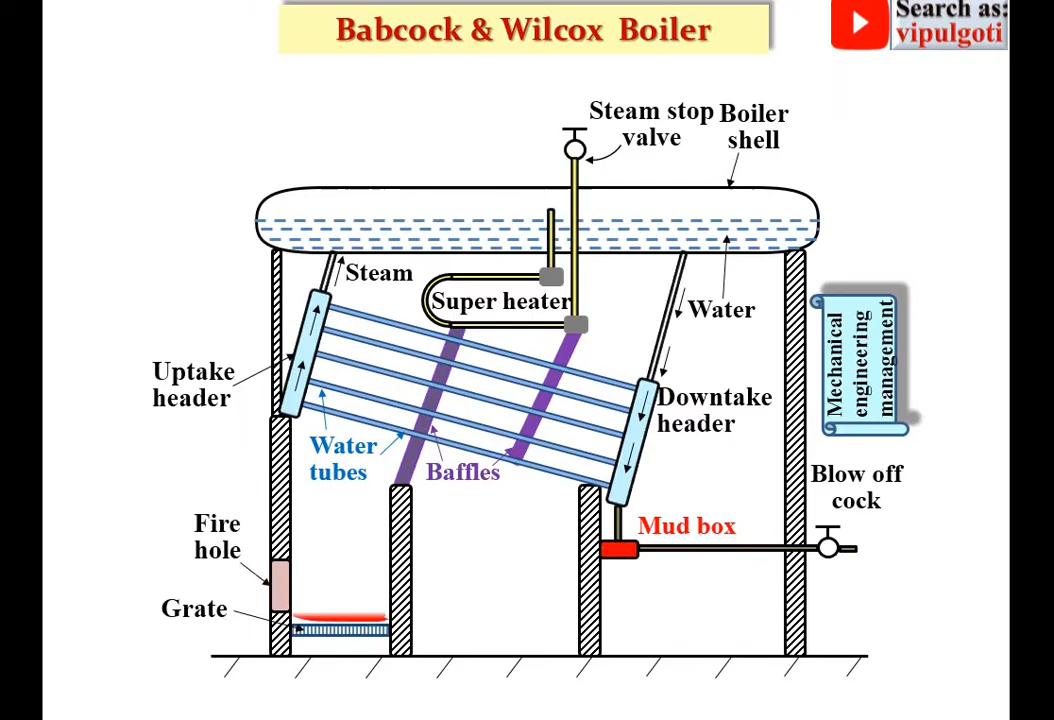 Babcock & Wilcox Boiler
Search as:
vipulgoti
Steam stop
valve
Boiler
shell
Steam
Super heater
Water
Mechanical
engineering
management
Uptake
header
Downtake
header
Water
tubes
Baffles
Blow off
cock
Fire
hole
Mud box
Grate